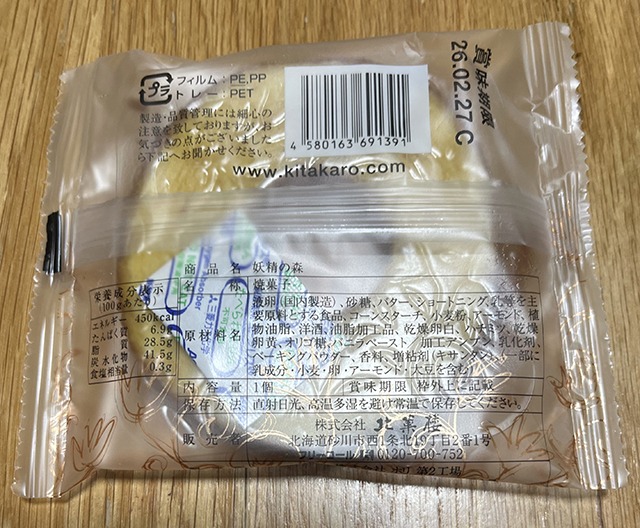 プラ
フィルム:PE,PP
トレー:PET
製造・品質管理には細心の
注意を致しておりますが、お
気づきの点がございました
ら下記へお聞かせください。
4 580163 691391
www.kitakaro.com
賞味期限
26.02.27 C
栄養成分表示
(100gあたり)
エネルギー 450kcal
たんぱく質 6.9
脂質 28.5g
炭水化物 41.5g
食塩相当量 0.3g
商品名 妖精の森
名称 焼菓子
原材料名
液卵(国内製造)、砂糖、バター、ショートニング、乳等を主
要原料とする食品、コーンスターチ、小麦粉、アーモンド、植
物油脂、洋酒、油脂加工品、乾燥卵白、ハチミツ、乾燥
卵黄、オリゴ糖、バニラペースト/加工デンプン、乳化剤、
ベーキングパウダー、香料、増粘剤(キサンタン)、(一部に
乳成分・小麦・卵・アーモンド・大豆を含む)
内容量 1個 賞味期限 枠外上に記載
保存方法 直射日光、高温多湿を避け常温で保存してください。
販売者
株式会社 北菓楼
北海道砂川市西1条北19丁目2番1号
フリーコール 0120-700-752
第2工場